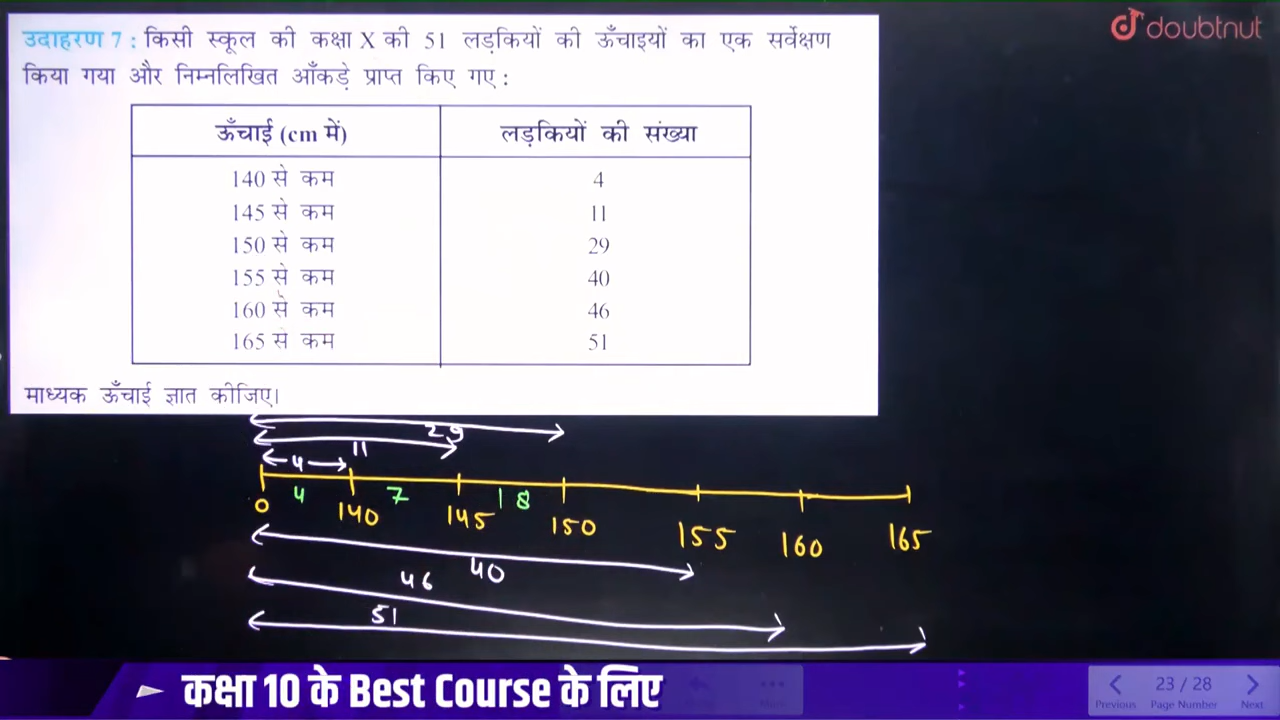 उदाहरण 7 : किसी स्कूल की कक्षा X की 51 लड़कियों की ऊँचाइयों का एक सर्वेक्षण
किया गया और निम्नलिखित आँकड़े प्राप्त किए गए :
doubtnut
ऊँचाई (cm में) लड़कियों की संख्या
140 से कम 4
145 से कम 11
150 से कम 29
155 से कम 40
160 से कम 46
165 से कम 51
माध्यक ऊँचाई ज्ञात कीजिए।
29
11
4
4 7 18
0 140 145 150 155 160 165
40
46
51
कक्षा 10 के Best Course के लिए
23 / 28
Previous Page Number Next